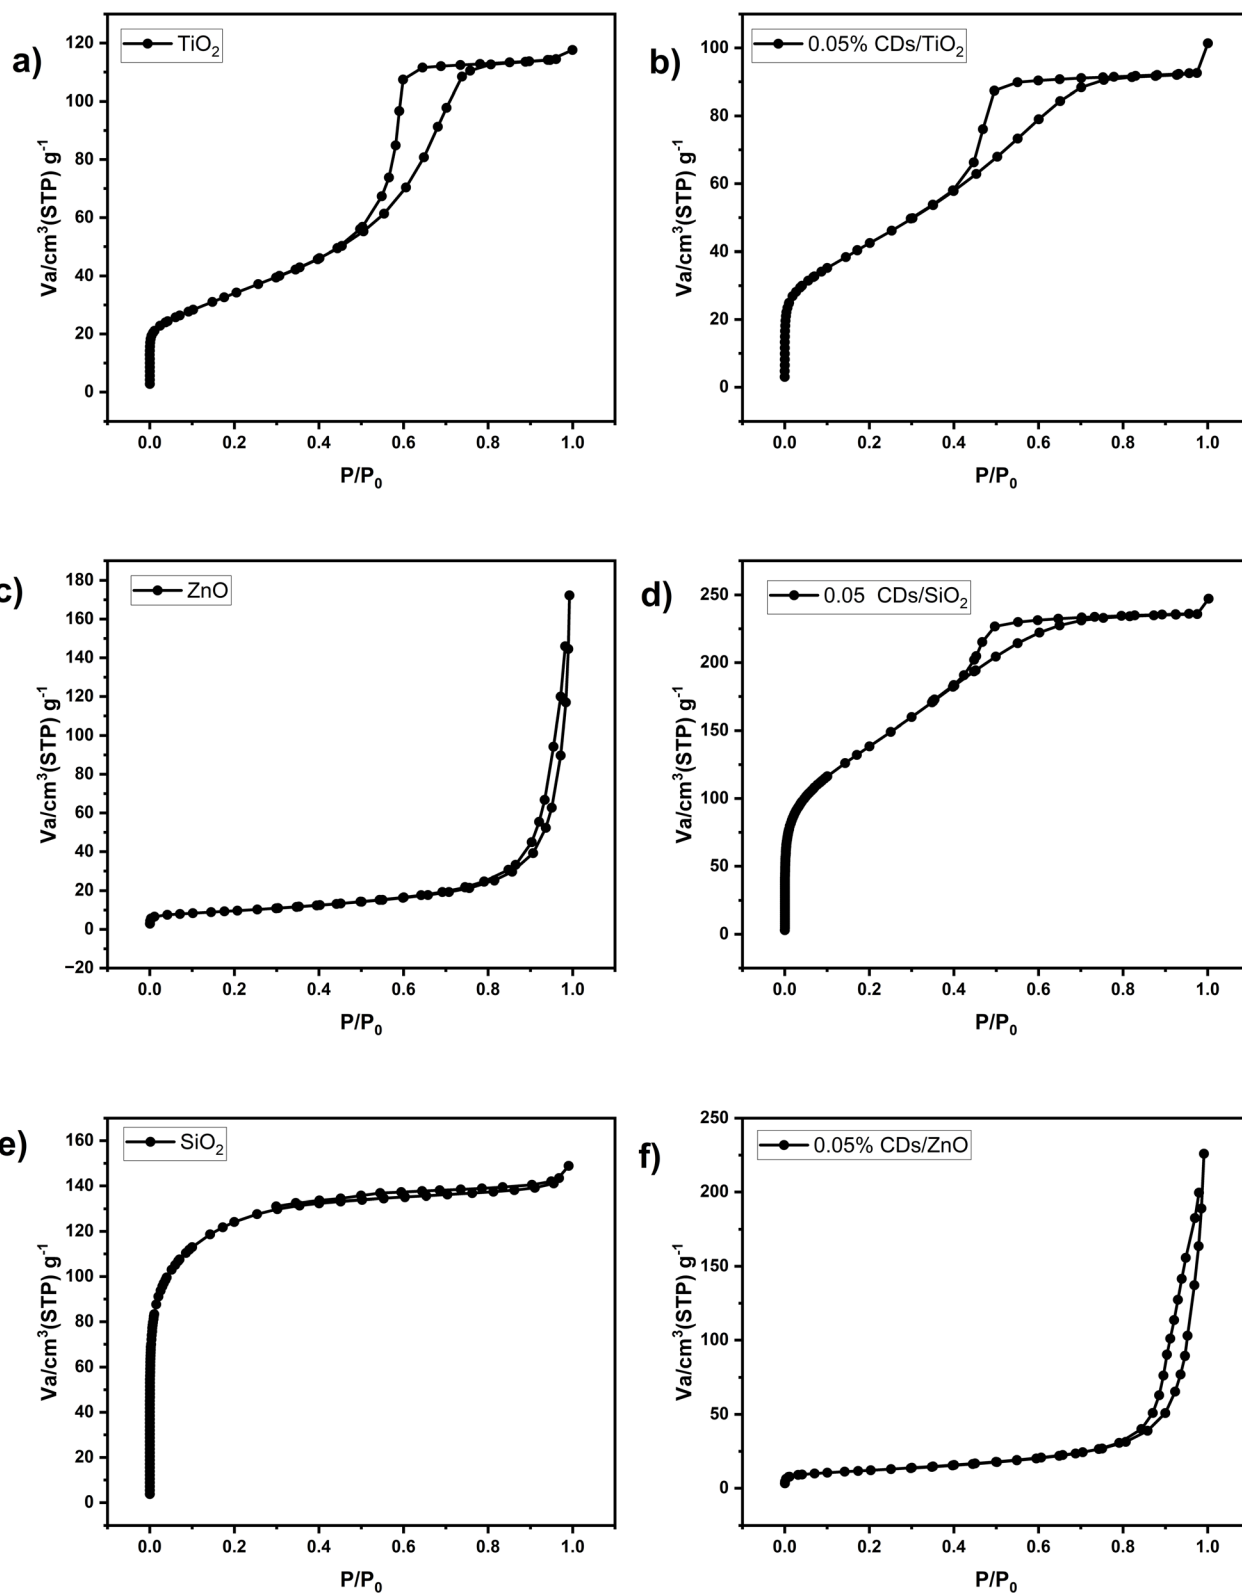 a)
TiO2
120
100
80
60
40
20
0
Va/cm3(STP) g-1
0.0 0.2 0.4 0.6 0.8 1.0
P/P0
b)
0.05% CDs/TiO2
100
80
60
40
20
0
Va/cm3(STP) g-1
0.0 0.2 0.4 0.6 0.8 1.0
P/P0
c)
ZnO
180
160
140
120
100
80
60
40
20
0
−20
Va/cm3(STP) g-1
0.0 0.2 0.4 0.6 0.8 1.0
P/P0
d)
0.05 CDs/SiO2
250
200
150
100
50
0
Va/cm3(STP) g-1
0.0 0.2 0.4 0.6 0.8 1.0
P/P0
e)
SiO2
160
140
120
100
80
60
40
20
0
Va/cm3(STP) g-1
0.0 0.2 0.4 0.6 0.8 1.0
P/P0
f)
0.05% CDs/ZnO
250
200
150
100
50
0
Va/cm3(STP) g-1
0.0 0.2 0.4 0.6 0.8 1.0
P/P0